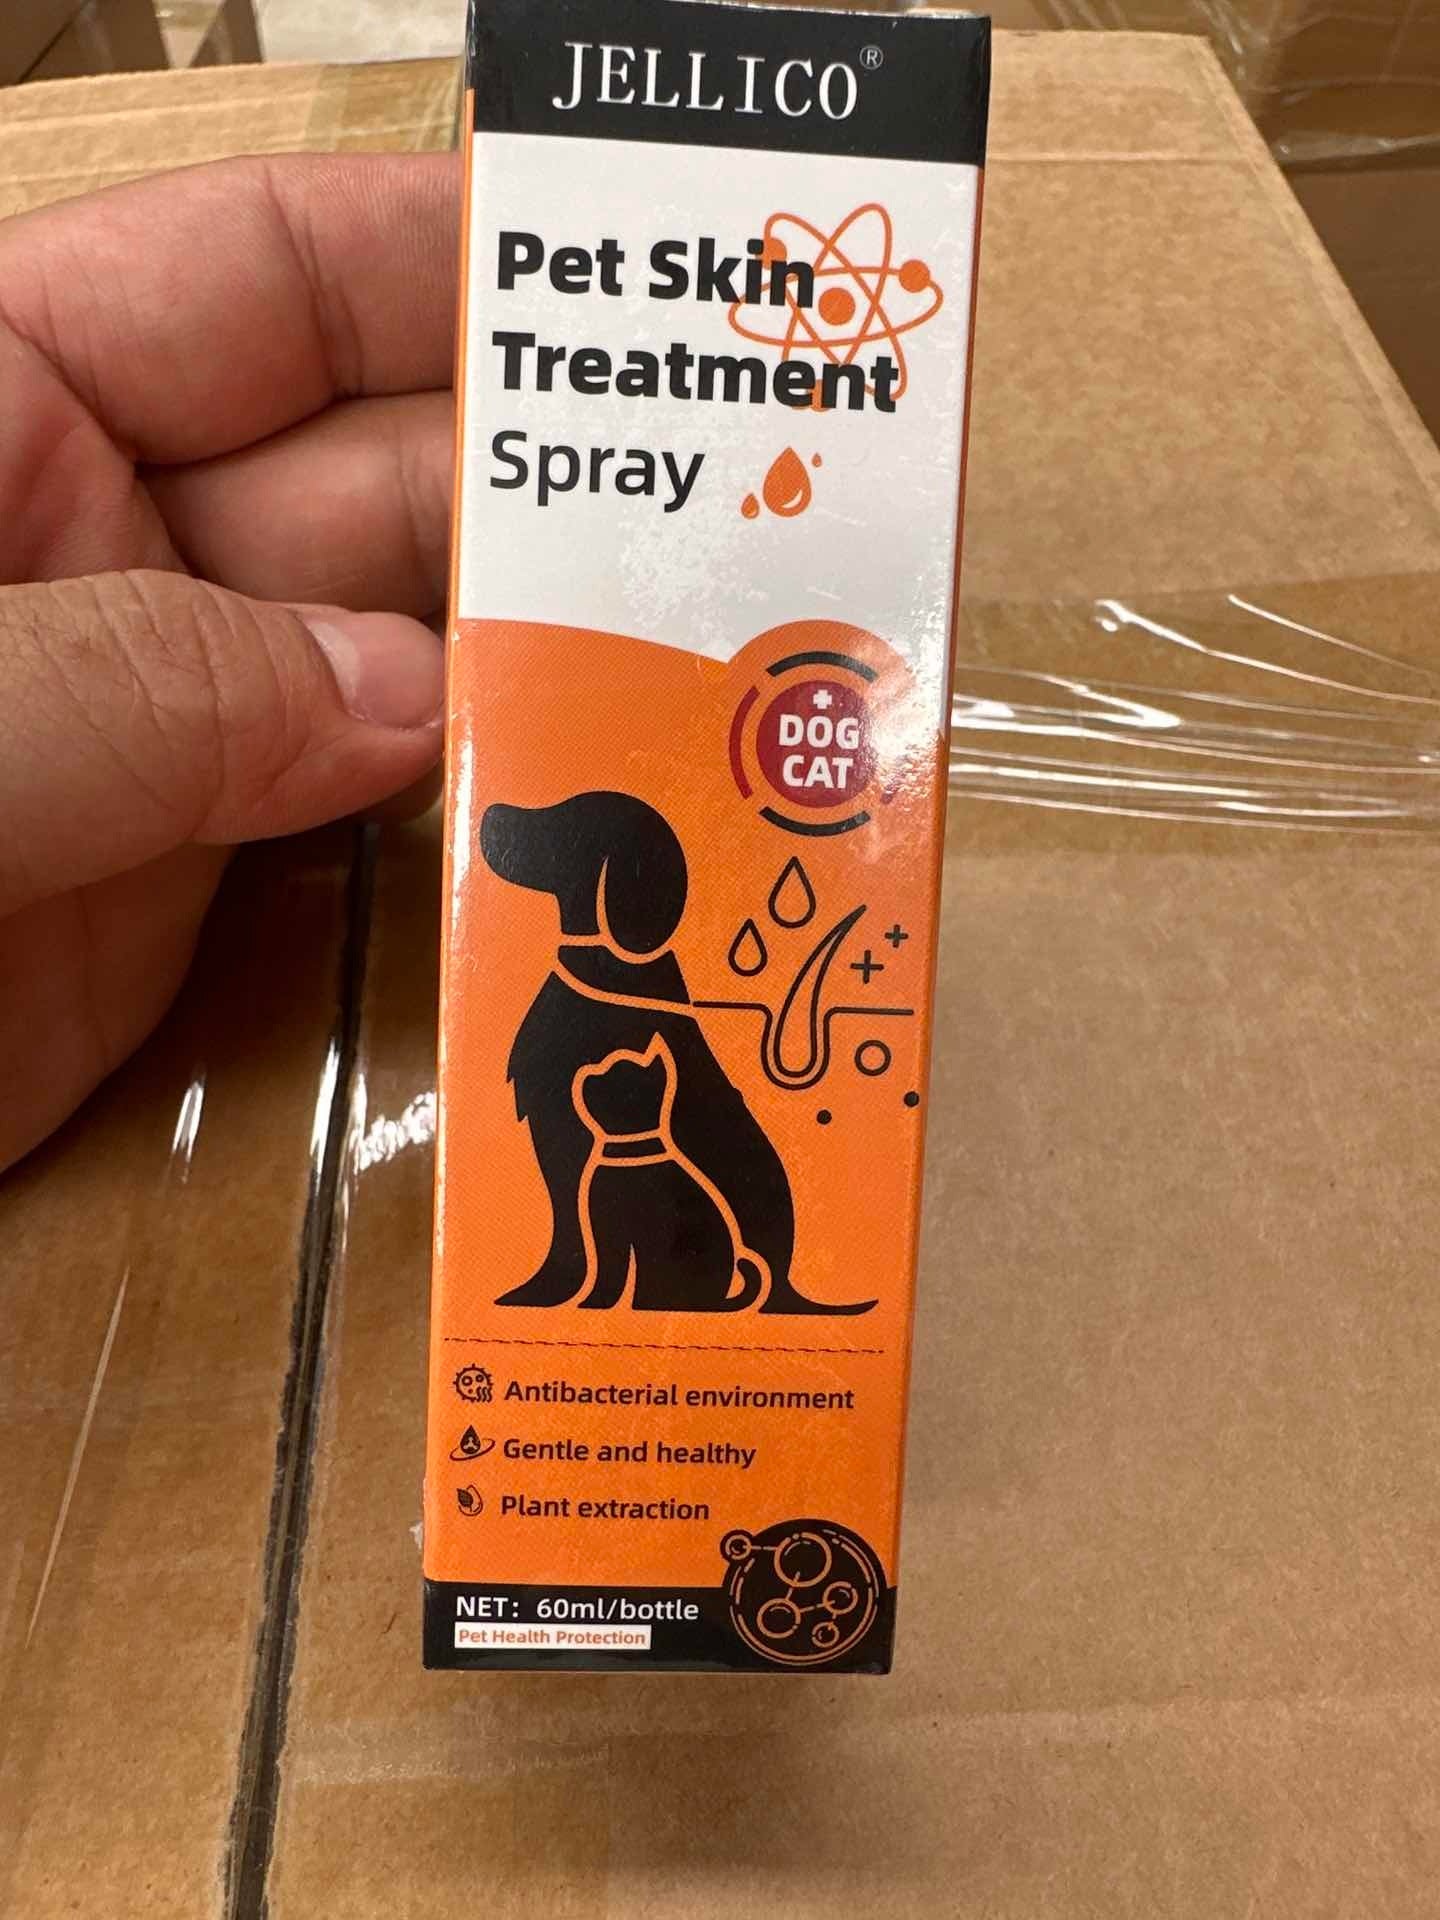 JELLICO®
Pet Skin
Treatment
Spray
DOG
CAT
Antibacterial environment
Gentle and healthy
Plant extraction
NET： 60ml/bottle
Pet Health Protection